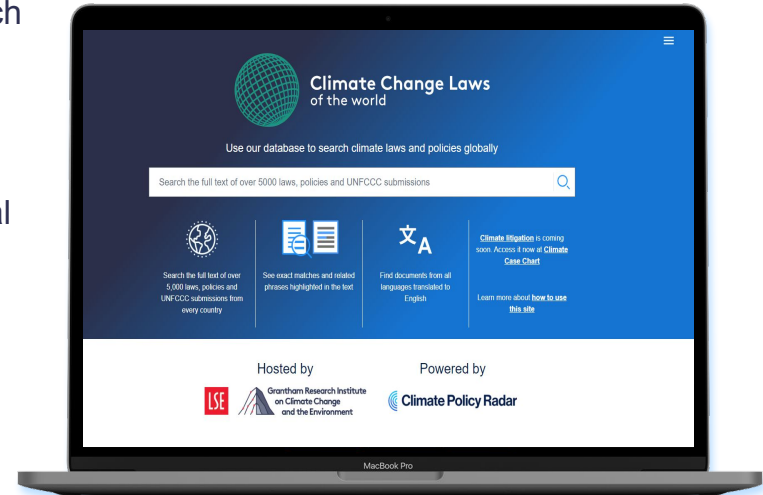 Climate Change Laws
of the world
Use our database to search climate laws and policies globally
Search the full text of over 5000 laws, policies and UNFCCC submissions
Search the full text of over
5,000 laws, policies and
UNFCCC submissions from
every country
See exact matches and related
phrases highlighted in the text
文A
Find documents from all
languages translated to
English
Climate litigation is coming
soon. Access it now at Climate
Case Chart
Learn more about how to use
this site
Hosted by
LSE
Grantham Research Institute
on Climate Change
and the Environment
Powered by
Climate Policy Radar
MacBook Pro